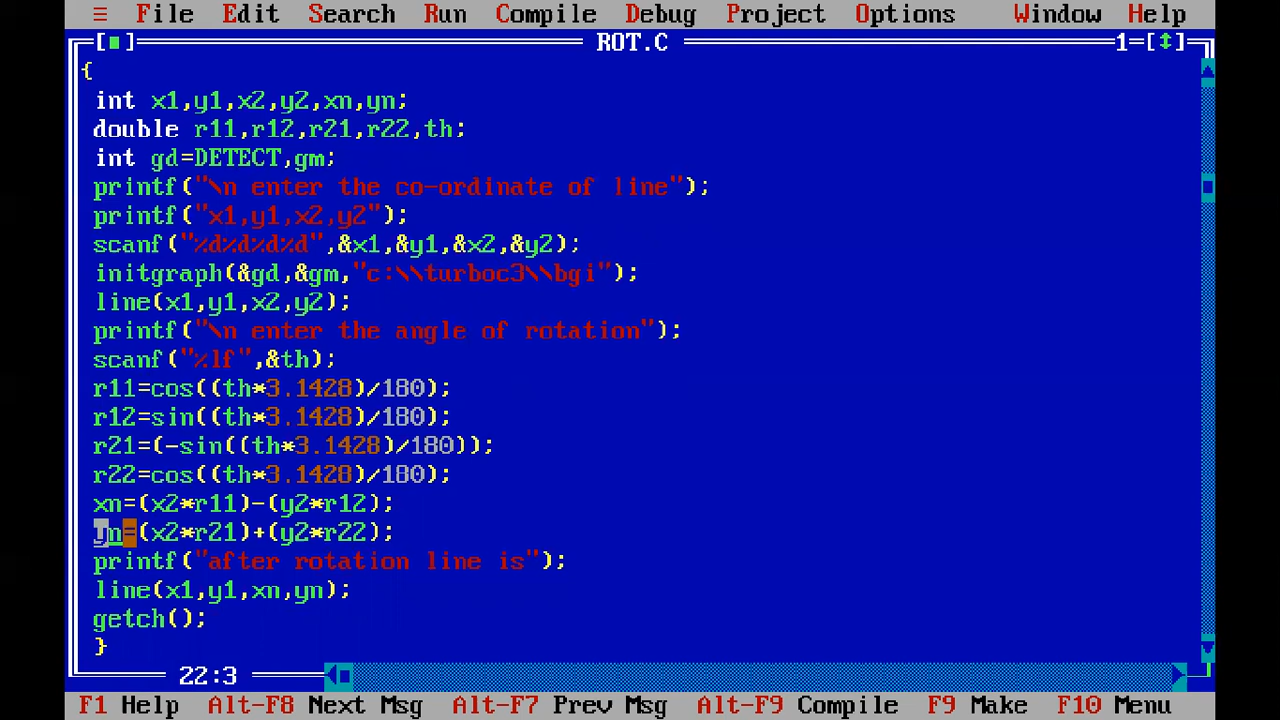 ≡ File Edit Search Run Compile Debug Project Options Window Help
[■] ROT.C 1=[↕]
{
int x1,y1,x2,y2,xn,yn;
double r11,r12,r21,r22,th;
int gd=DETECT,gm;
printf("\n enter the co-ordinate of line");
printf("x1,y1,x2,y2");
scanf("%d%d%d%d",&x1,&y1,&x2,&y2);
initgraph(&gd,&gm,"c:\\turboc3\\bgi");
line(x1,y1,x2,y2);
printf("\n enter the angle of rotation");
scanf("%lf",&th);
r11=cos((th*3.1428)/180);
r12=sin((th*3.1428)/180);
r21=(-sin((th*3.1428)/180));
r22=cos((th*3.1428)/180);
xn=(x2*r11)-(y2*r12);
yn=(x2*r21)+(y2*r22);
printf("after rotation line is");
line(x1,y1,xn,yn);
getch();
}
22:3
F1 Help Alt-F8 Next Msg Alt-F7 Prev Msg Alt-F9 Compile F9 Make F10 Menu